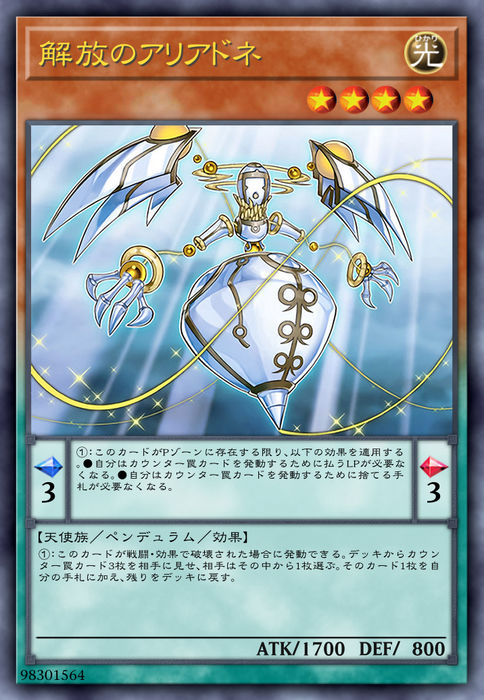 解放のアリアドネ
光
ひかり
①:このカードがPゾーンに存在する限り、以下の効果を適用する
。●自分はカウンター罠カードを発動するために払うLPが必要な
くなる。●自分はカウンター罠カードを発動するために捨てる手
札が必要なくなる。
3
3
【天使族／ペンデュラム／効果】
①:このカードが戦闘・効果で破壊された場合に発動できる。デッキからカウン
ター罠カード3枚を相手に見せ、相手はその中から1枚選ぶ。そのカード1枚を自
分の手札に加え、残りをデッキに戻す。
ATK/1700 DEF/ 800
98301564